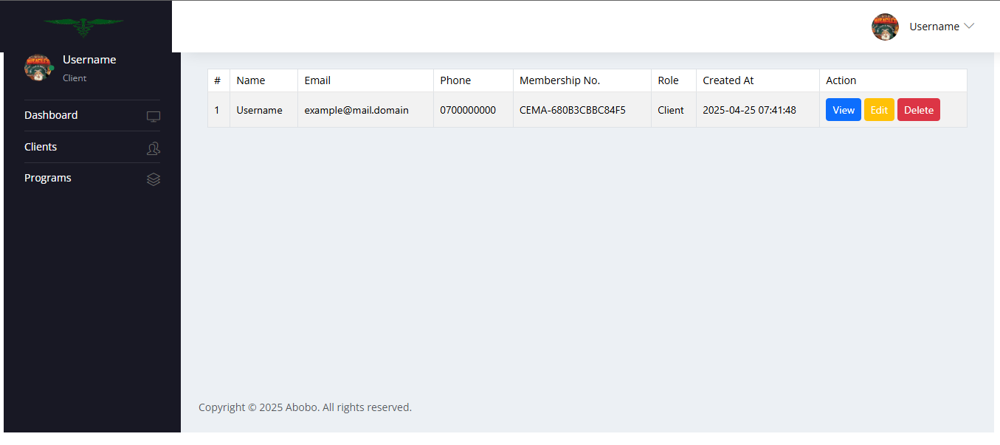 Username
Username
Client
Dashboard
Clients
Programs
# Name Email Phone Membership No. Role Created At Action
1 Username example@mail.domain 0700000000 CEMA-680B3CBBC84F5 Client 2025-04-25 07:41:48 View Edit Delete
Copyright © 2025 Abobo. All rights reserved.